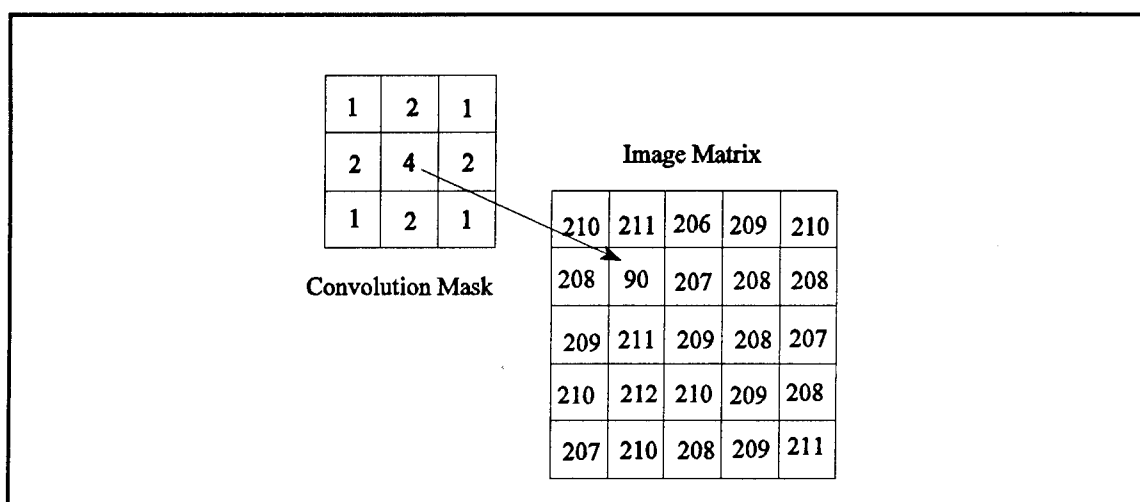 1 2 1
2 4 2
1 2 1
Convolution Mask
Image Matrix
210 211 206 209 210
208 90 207 208 208
209 211 209 208 207
210 212 210 209 208
207 210 208 209 211